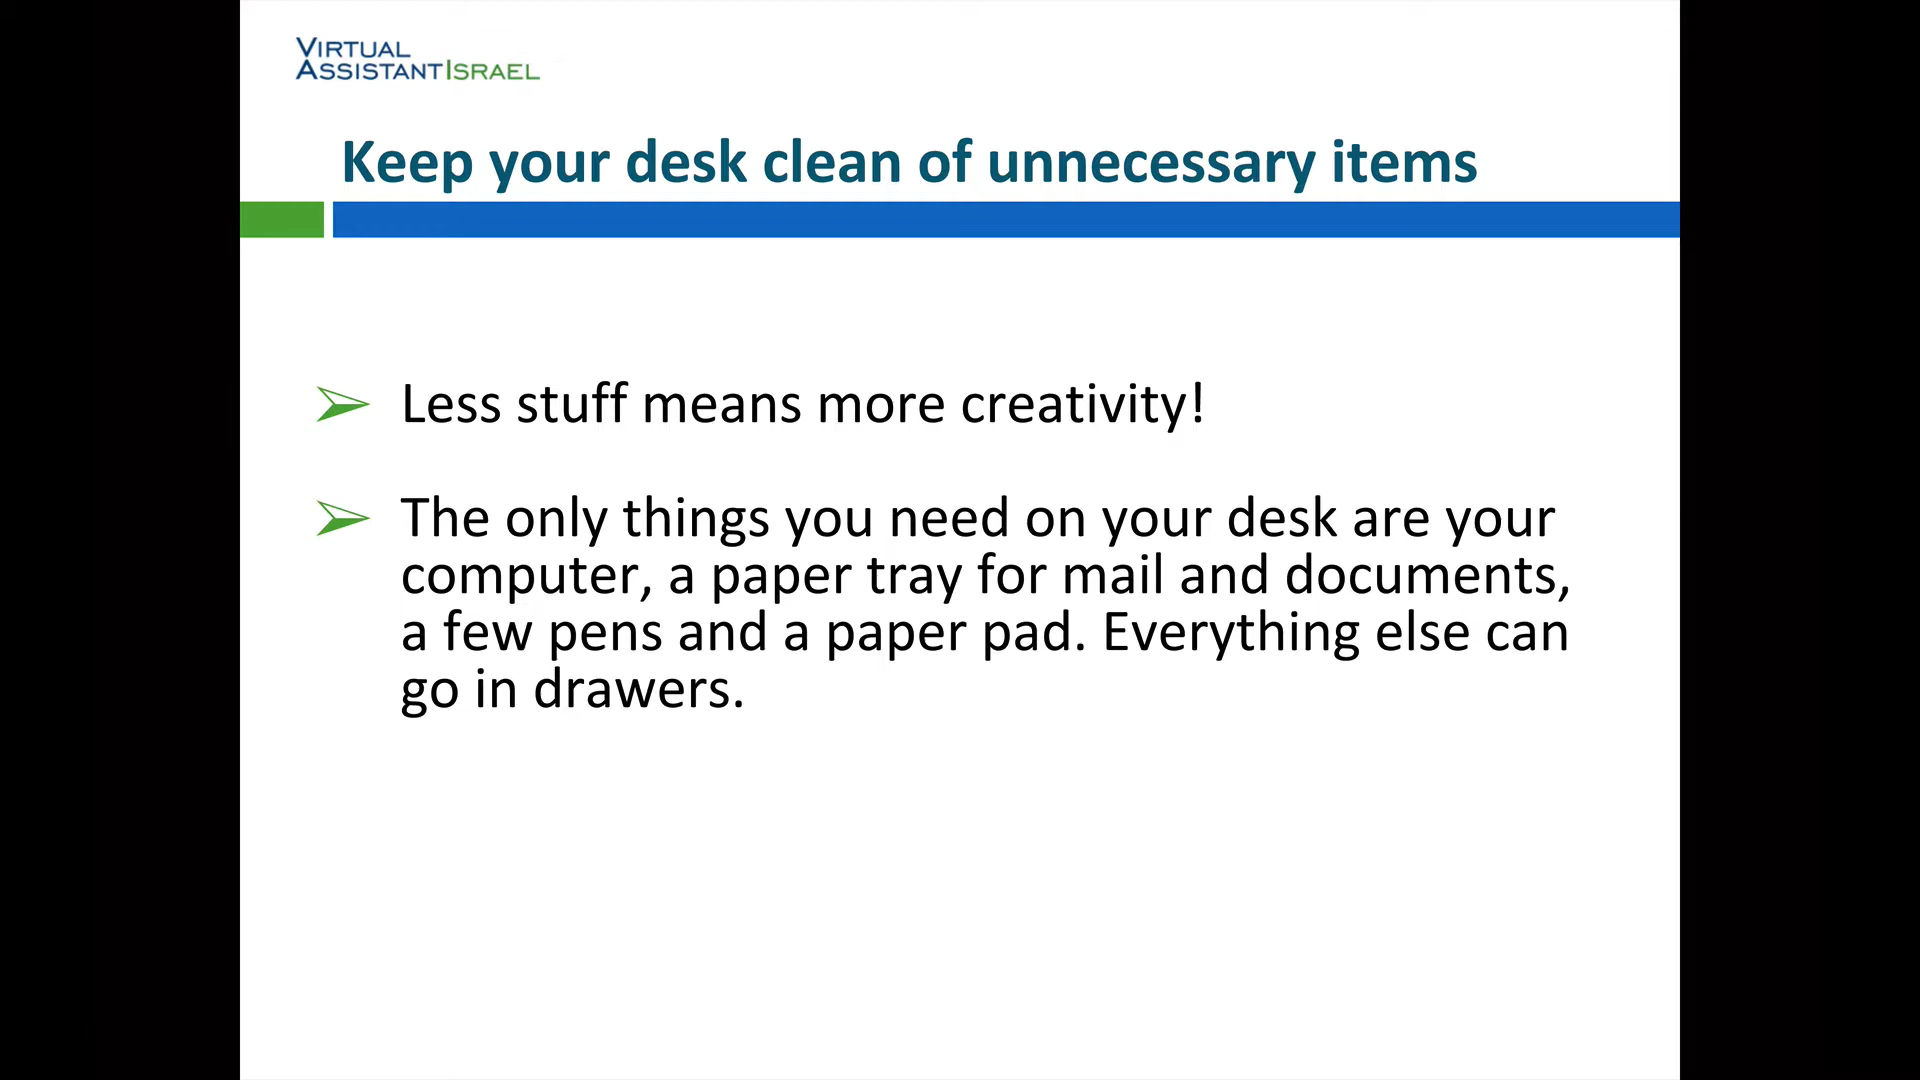 VIRTUAL
ASSISTANT ISRAEL
Keep your desk clean of unnecessary items
Less stuff means more creativity!
The only things you need on your desk are your
computer, a paper tray for mail and documents,
a few pens and a paper pad. Everything else can
go in drawers.